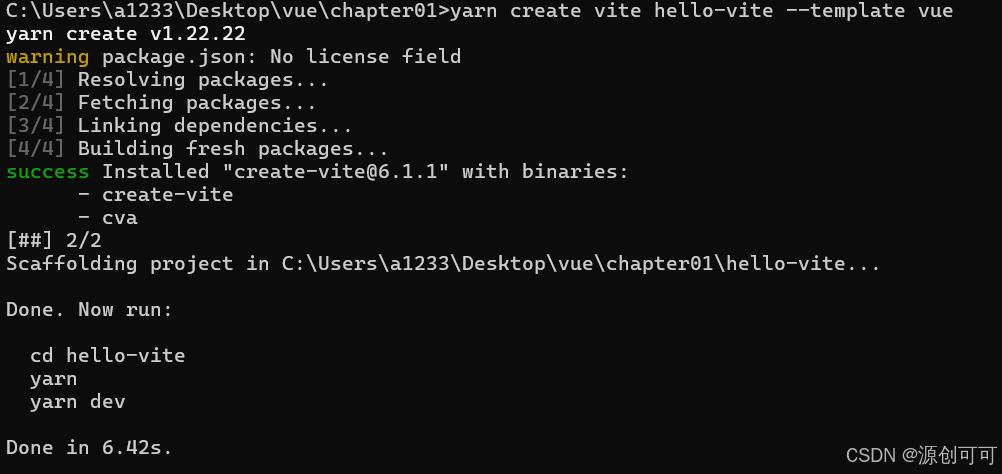 C:\Users\a1233\Desktop\vue\chapter01>yarn create vite hello-vite --template vue
yarn create v1.22.22
warning package.json: No license field
[1/4] Resolving packages...
[2/4] Fetching packages...
[3/4] Linking dependencies...
[4/4] Building fresh packages...
success Installed "create-vite@6.1.1" with binaries:
      - create-vite
      - cva
[##] 2/2
Scaffolding project in C:\Users\a1233\Desktop\vue\chapter01\hello-vite...
Done. Now run:
  cd hello-vite
  yarn
  yarn dev
Done in 6.42s.
CSDN @源创可可